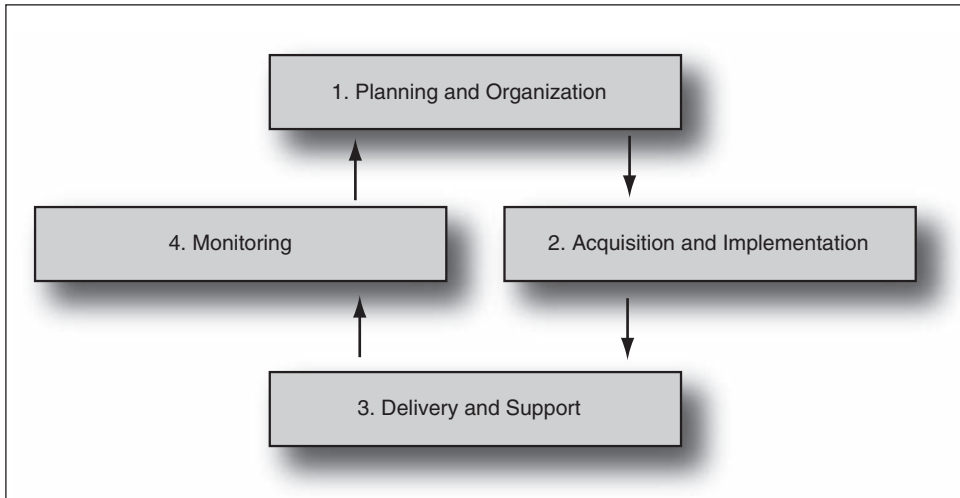 1. Planning and Organization
4. Monitoring
2. Acquisition and Implementation
3. Delivery and Support